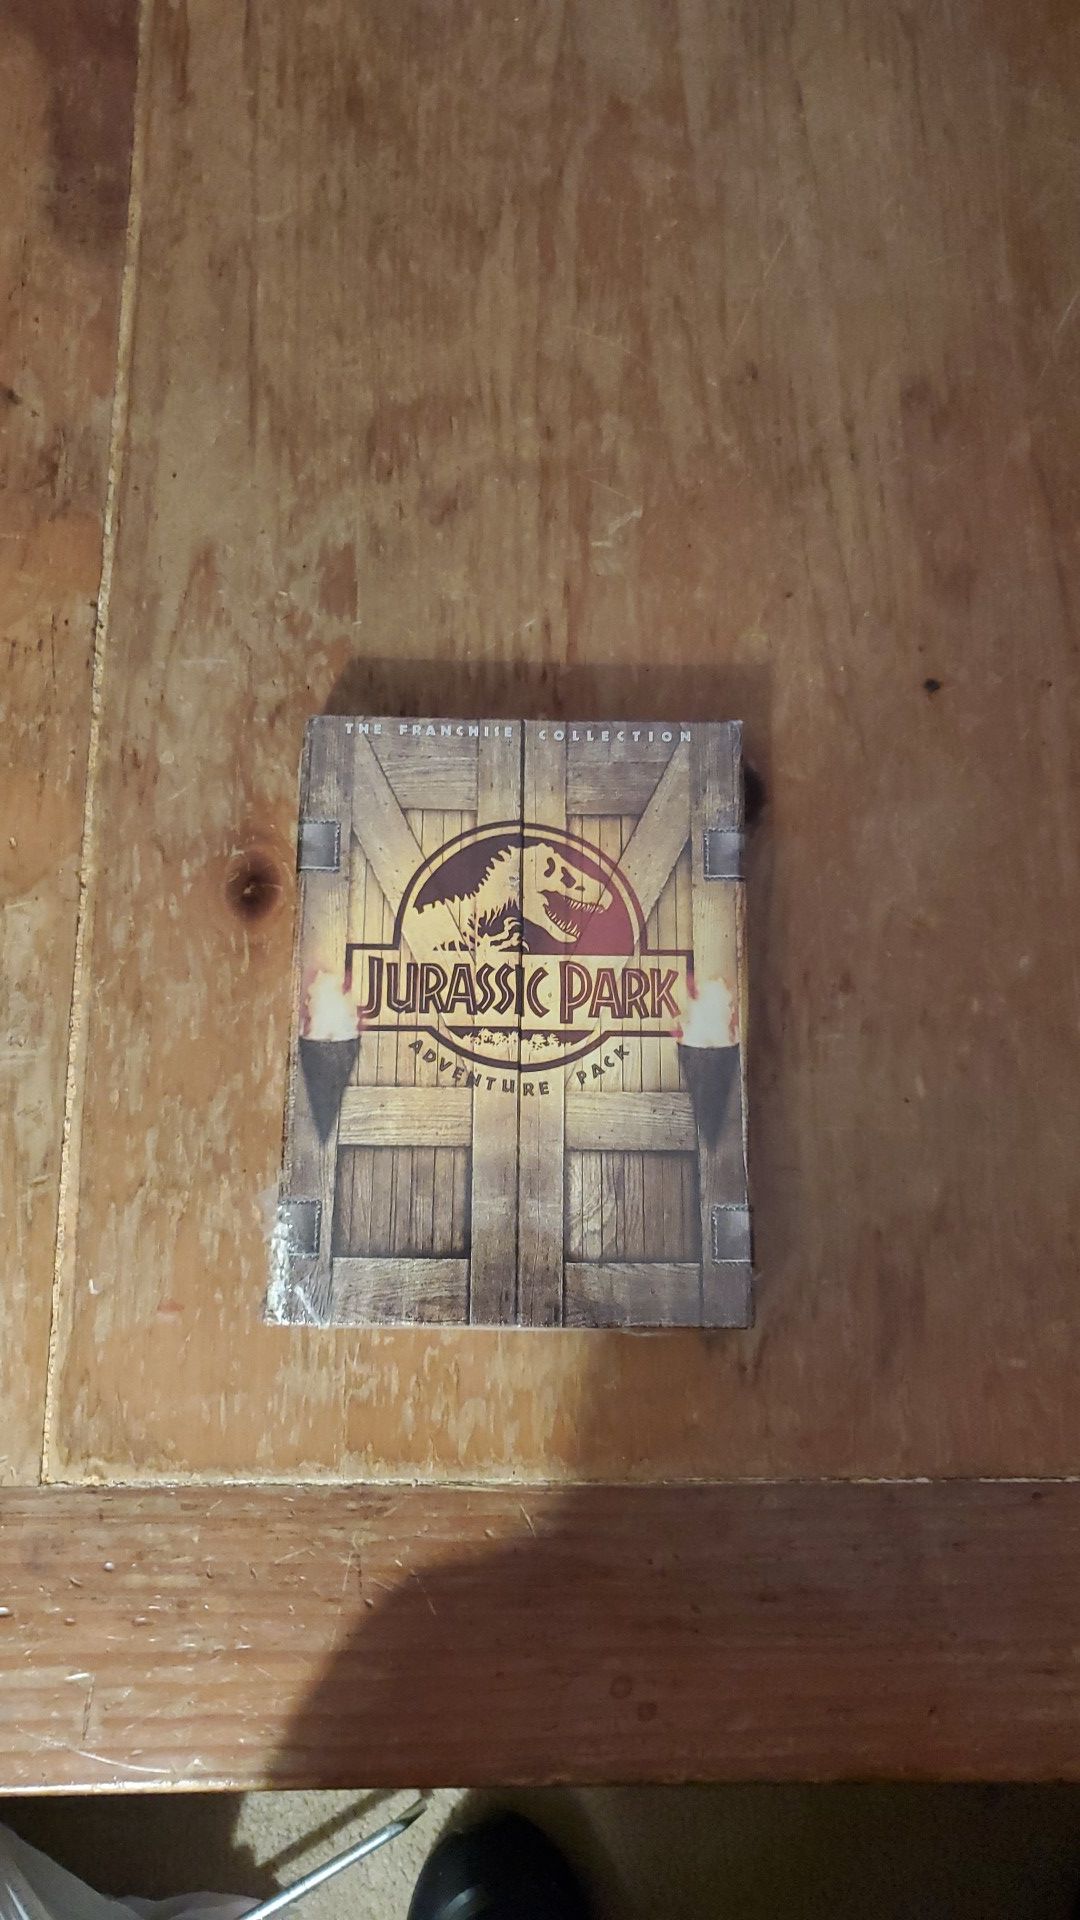 THE FRANCHISE COLLECTION
JURASSIC PARK
ADVENTURE PACK